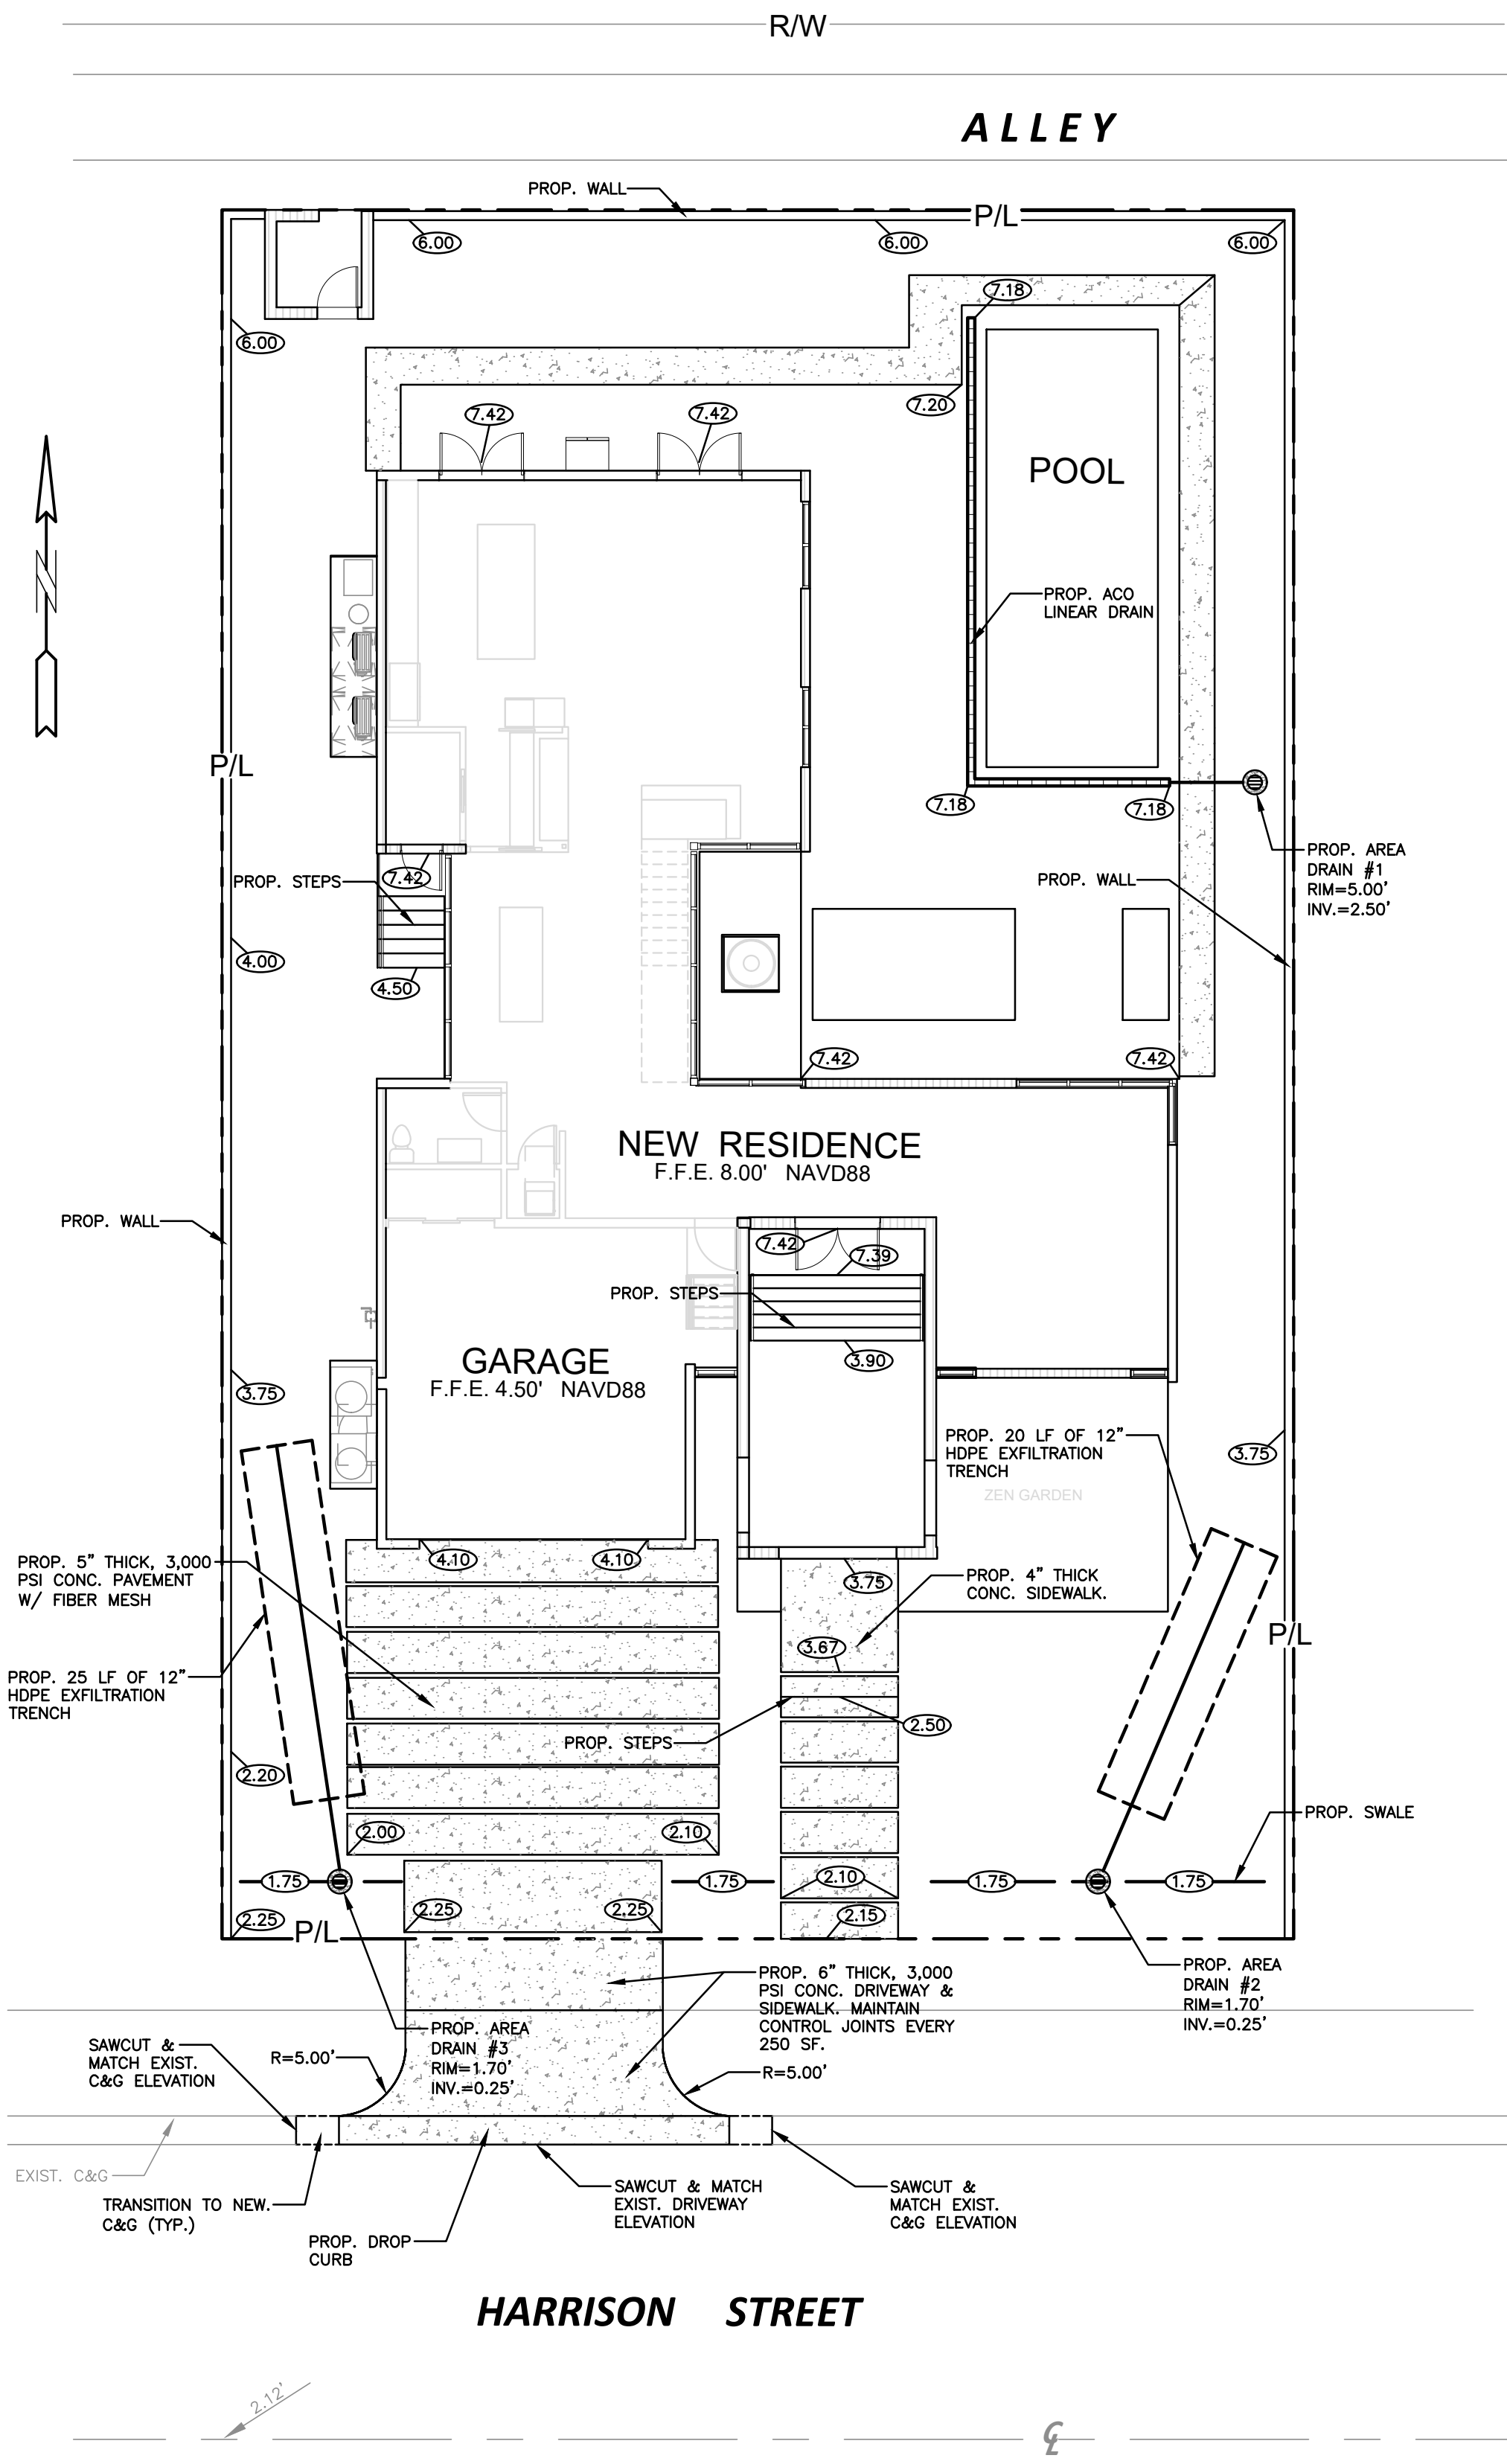 R/W
ALLEY
PROP. WALL
P/L
6.00
6.00
6.00
7.18
6.00
7.20
7.42
7.42
POOL
N
PROP. ACO
LINEAR DRAIN
P/L
7.18
7.18
PROP. AREA
DRAIN #1
RIM=5.00'
INV.=2.50'
7.42
PROP. STEPS
PROP. WALL
4.00
4.50
7.42
7.42
NEW RESIDENCE
F.F.E. 8.00' NAVD88
PROP. WALL
7.42
7.39
PROP. STEPS
3.90
GARAGE
F.F.E. 4.50' NAVD88
3.75
PROP. 20 LF OF 12"
HDPE EXFILTRATION
TRENCH
3.75
ZEN GARDEN
4.10
4.10
PROP. 5" THICK, 3,000
PSI CONC. PAVEMENT
W/ FIBER MESH
3.75
PROP. 4" THICK
CONC. SIDEWALK.
3.67
P/L
PROP. 25 LF OF 12"
HDPE EXFILTRATION
TRENCH
2.50
PROP. STEPS
2.20
PROP. SWALE
2.00
2.10
1.75
1.75
2.10
1.75
1.75
2.25
2.25
2.25
2.15
P/L
PROP. AREA
DRAIN #2
RIM=1.70'
INV.=0.25'
PROP. 6" THICK, 3,000
PSI CONC. DRIVEWAY &
SIDEWALK. MAINTAIN
CONTROL JOINTS EVERY
250 SF.
PROP. AREA
DRAIN #3
RIM=1.70'
INV.=0.25'
SAWCUT &
MATCH EXIST.
C&G ELEVATION
R=5.00'
R=5.00'
EXIST. C&G
TRANSITION TO NEW.
C&G (TYP.)
PROP. DROP
CURB
SAWCUT & MATCH
EXIST. DRIVEWAY
ELEVATION
SAWCUT &
MATCH EXIST.
C&G ELEVATION
HARRISON STREET
2.12'
CL